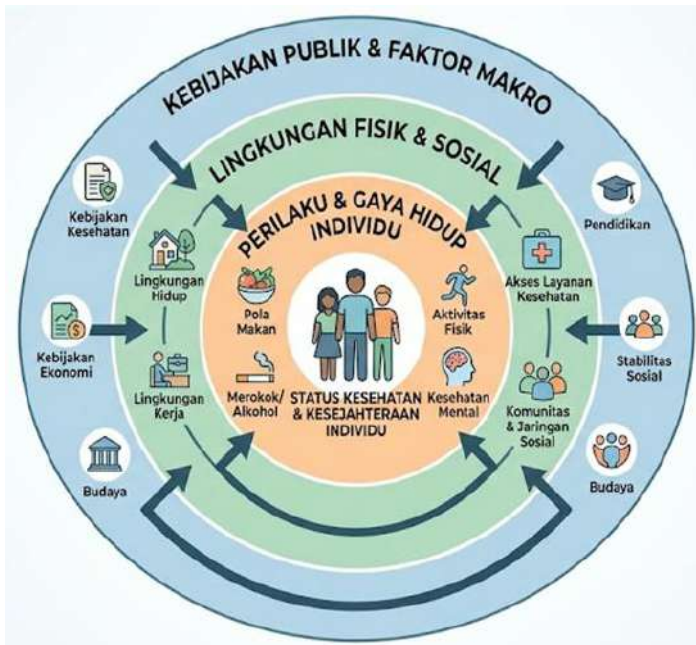 KEBIJAKAN PUBLIK & FAKTOR MAKRO
LINGKUNGAN FISIK & SOSIAL
PERILAKU & GAYA HIDUP
INDIVIDU
Kebijakan
Kesehatan
Kebijakan
Ekonomi
Budaya
Lingkungan
Hidup
Lingkungan
Kerja
Pola
Makan
Merokok/
Alkohol
STATUS KESEHATAN
& KESEJAHTERAAN
INDIVIDU
Aktivitas
Fisik
Kesehatan
Mental
Akses Layanan
Kesehatan
Komunitas
& Jaringan
Sosial
Pendidikan
Stabilitas
Sosial
Budaya